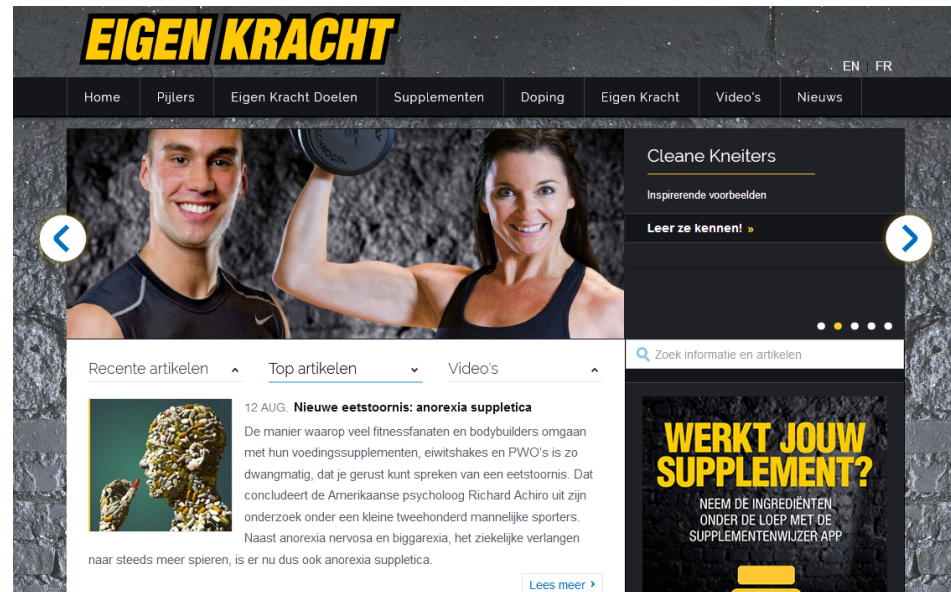 EIGEN KRACHT
EN | FR
Home
Pijlers
Eigen Kracht Doelen
Supplementen
Doping
Eigen Kracht
Video's
Nieuws
Cleane Kneiters
Inspirerende voorbeelden
Leer ze kennen! »
Zoek informatie en artikelen
Recente artikelen
Top artikelen
Video's
12 AUG. Nieuwe eetstoornis: anorexia suppletica
De manier waarop veel fitnessfanaten en bodybuilders omgaan
met hun voedingssupplementen, eiwitshakes en PWO's is zo
dwangmatig, dat je gerust kunt spreken van een eetstoornis. Dat
concludeert de Amerikaanse psycholoog Richard Achiro uit zijn
onderzoek onder een kleine tweehonderd mannelijke sporters.
Naast anorexia nervosa en biggarexia, het ziekelijke verlangen
naar steeds meer spieren, is er nu dus ook anorexia suppletica.
Lees meer
WERKT JOUW
SUPPLEMENT?
NEEM DE INGREDIËNTEN
ONDER DE LOEP MET DE
SUPPLEMENTENWIJZER APP